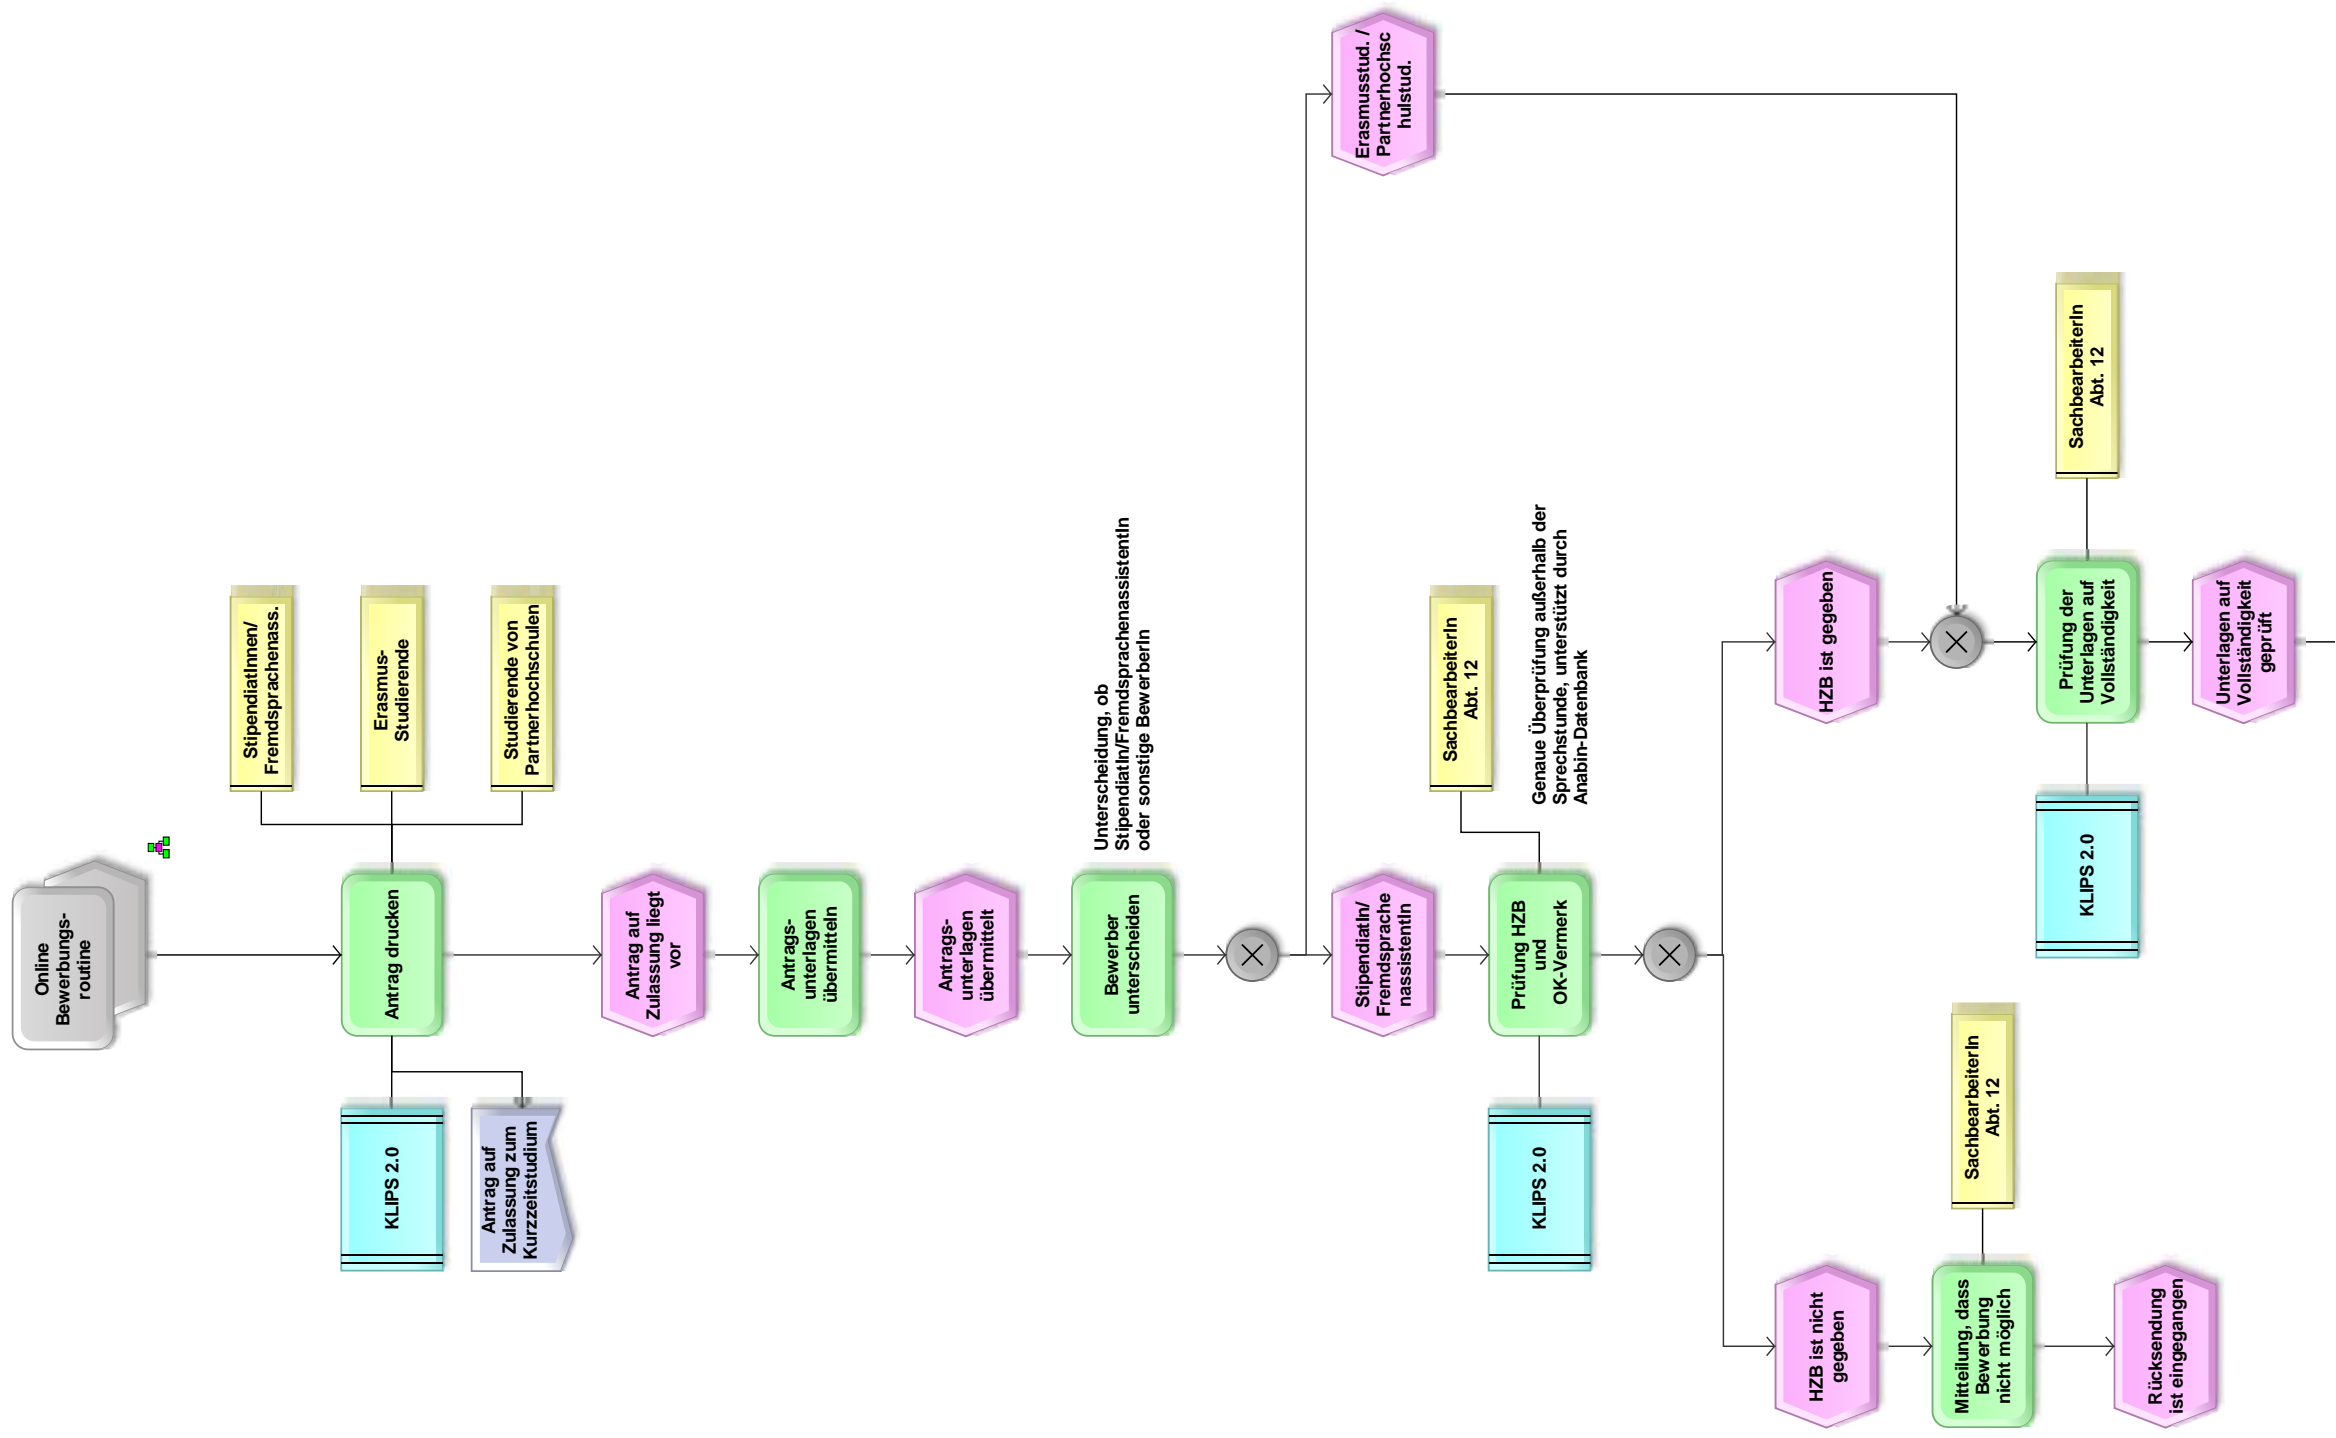 Online
Bewerbungs-
routine
StipendiatInnen/
Fremdsprachenass.
Erasmus-
Studierende
Studierende von
Partnerhochschulen
Antrag drucken
KLIPS 2.0
Antrag auf
Zulassung zum
Kurzzeitstudium
Antrag auf
Zulassung liegt
vor
Antrags-
unterlagen
übermitteln
Antrags-
unterlagen
übermittelt
Bewerber
unterscheiden
Unterscheidung, ob
StipendiatIn/FremdsprachenassistentIn
oder sonstige BewerberIn
Erasmusstud. /
Partnerhochsc
hulstud.
StipendiatIn/
Fremdsprache
nassistentIn
SachbearbeiterIn
Abt. 12
Prüfung HZB
und
OK-Vermerk
KLIPS 2.0
Genaue Überprüfung außerhalb der
Sprechstunde, unterstützt durch
Anabin-Datenbank
HZB ist gegeben
HZB ist nicht
gegeben
SachbearbeiterIn
Abt. 12
Mitteilung, dass
Bewerbung
nicht möglich
Rücksendung
ist eingegangen
SachbearbeiterIn
Abt. 12
Prüfung der
Unterlagen auf
Vollständigkeit
KLIPS 2.0
Unterlagen auf
Vollständigkeit
geprüft